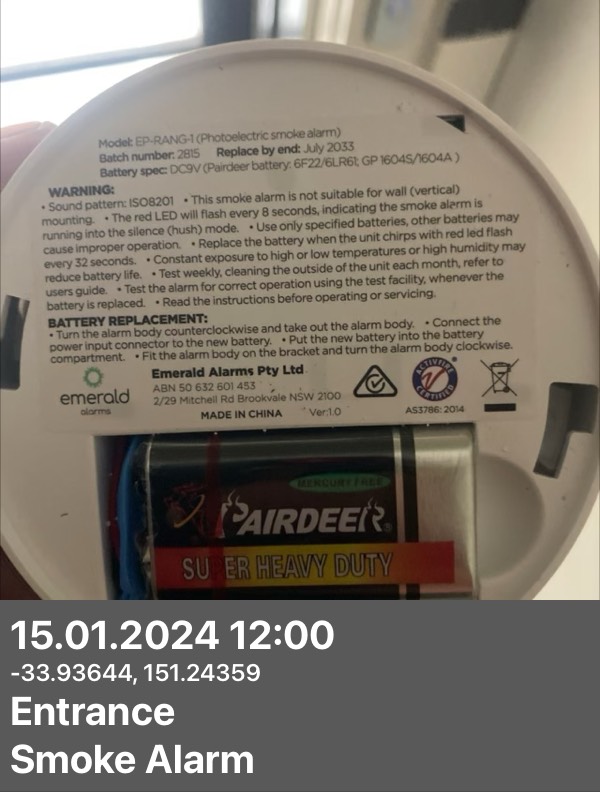 Model: EP-RANG-1 (Photoelectric smoke alarm)
Batch number: 2815 Replace by end: July 2033
Battery spec: DC9V (Pairdeer battery: 6F22/6LR61; GP 1604S/1604A )
WARNING:
• Sound pattern: ISO8201 • This smoke alarm is not suitable for wall (vertical)
mounting. • The red LED will flash every 8 seconds, indicating the smoke alerm is
running into the silence (hush) mode. • Use only specified batteries, other batteries may
cause improper operation. • Replace the battery when the unit chirps with red led flash
every 32 seconds. • Constant exposure to high or low temperatures or high humidity may
reduce battery life. • Test weekly, cleaning the outside of the unit each month, refer to
users guide. • Test the alarm for correct operation using the test facility, whenever the
battery is replaced. • Read the instructions before operating or servicing.
BATTERY REPLACEMENT:
• Turn the alarm body counterclockwise and take out the alarm body. • Connect the
power input connector to the new battery. • Put the new battery into the battery
compartment. • Fit the alarm body on the bracket and turn the alarm body clockwise.
emerald
alarms
Emerald Alarms Pty Ltd
ABN 50 632 601 453
2/29 Mitchell Rd Brookvale NSW 2100
MADE IN CHINA Ver:1.0
ACTIVFIRE
CERTIFIED
AS3786: 2014
MERCURY FREE
PAIRDEER®
SUPER HEAVY DUTY
15.01.2024 12:00
-33.93644, 151.24359
Entrance
Smoke Alarm